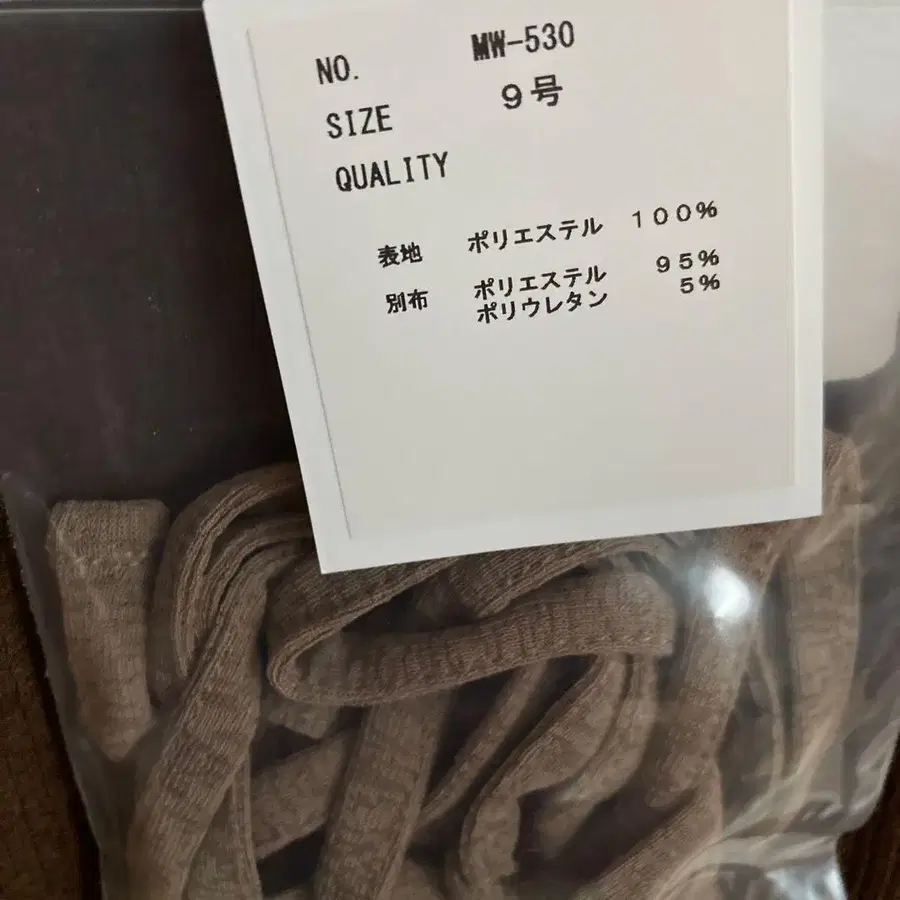 NO. MW-530
SIZE 9号
QUALITY
表地 ポリエステル 100%
別布 ポリエステル 95%
ポリウレタン 5%